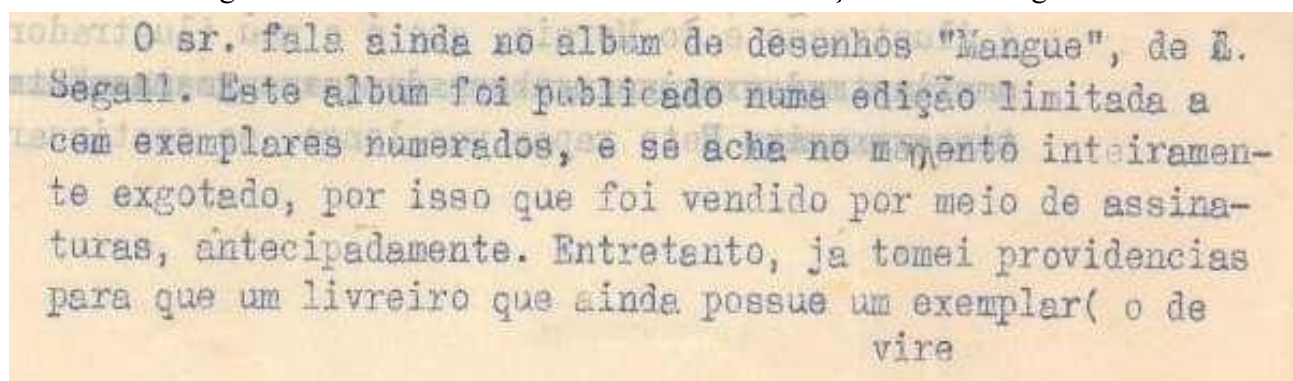 O sr. fala ainda no album de desenhos "Mangue", de L.
Segall. Este album foi publicado numa edição limitada a
cem exemplares numerados, e se acha no momento inteiramen-
te exgotado, por isso que foi vendido por meio de assina-
turas, antecipadamente. Entretanto, ja tomei providencias
para que um livreiro que ainda possue um exemplar( o de
vire